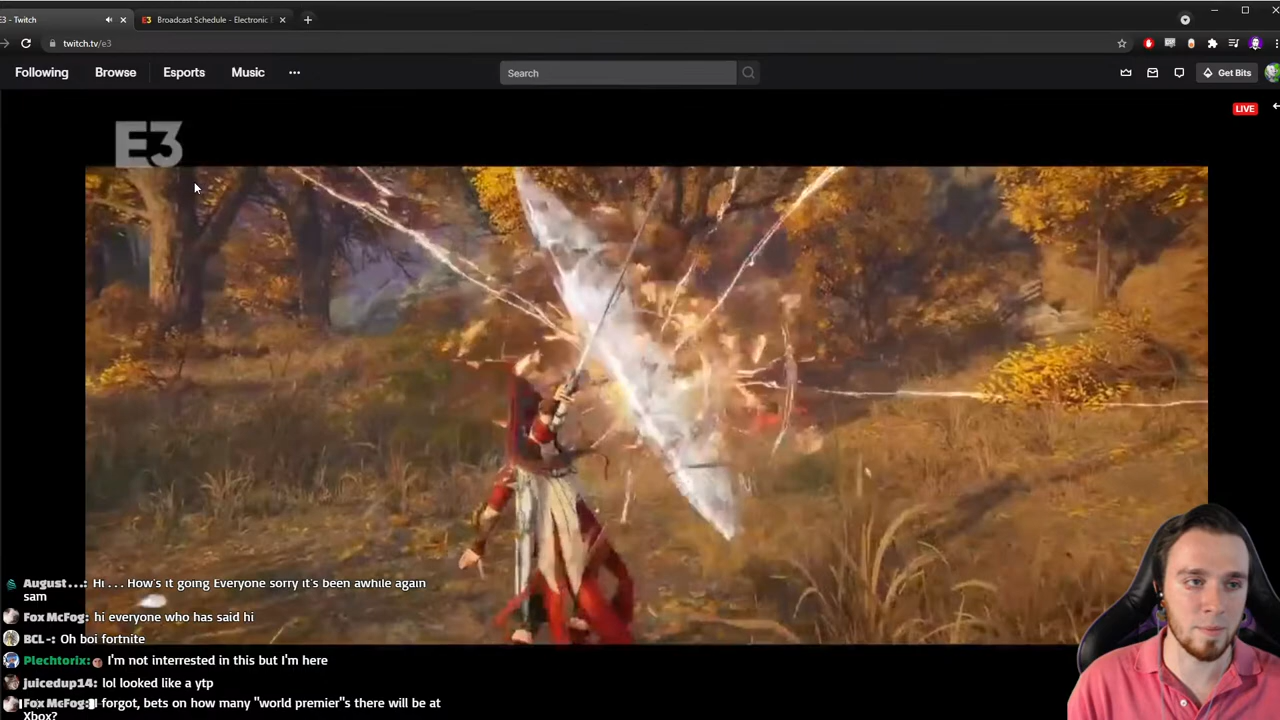 E3 - Twitch
E3 Broadcast Schedule - Electronic E
twitch.tv/e3
Following Browse Esports Music
Search
Get Bits
LIVE
E3
August...: Hi . . . How's it going Everyone sorry it's been awhile again
sam
Fox McFog: hi everyone who has said hi
BCL-: Oh boi fortnite
Plechtorix: I'm not interrested in this but I'm here
juicedup14: lol looked like a ytp
Fox McFog: I forgot, bets on how many "world premier"s there will be at
Xbox?